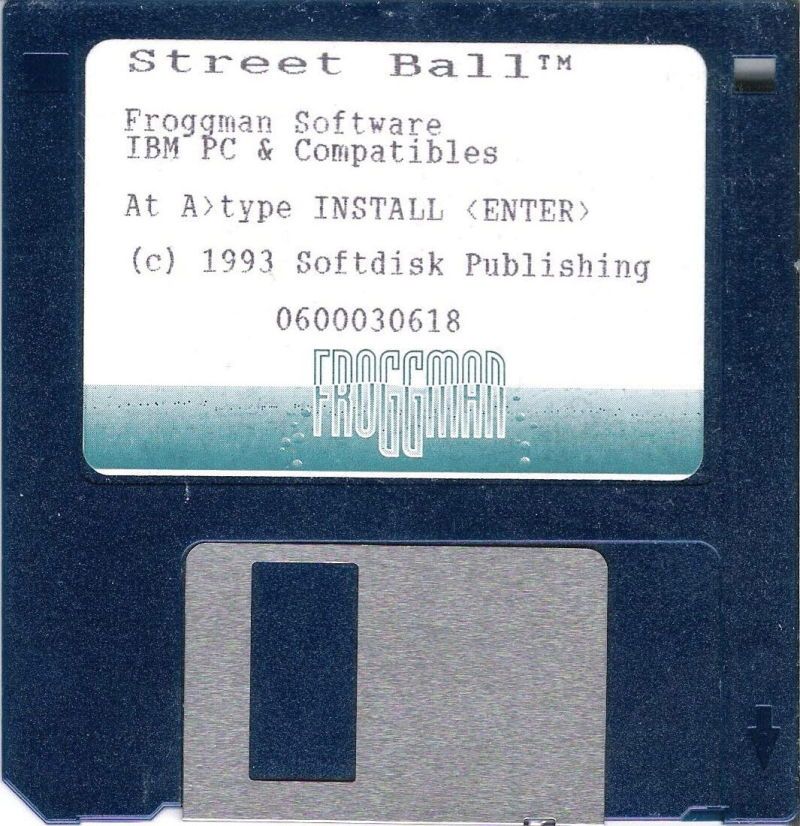 Street Ball™
Froggman Software
IBM PC & Compatibles
At A>type INSTALL <ENTER>
(c) 1993 Softdisk Publishing
0600030618
FROGGMAN